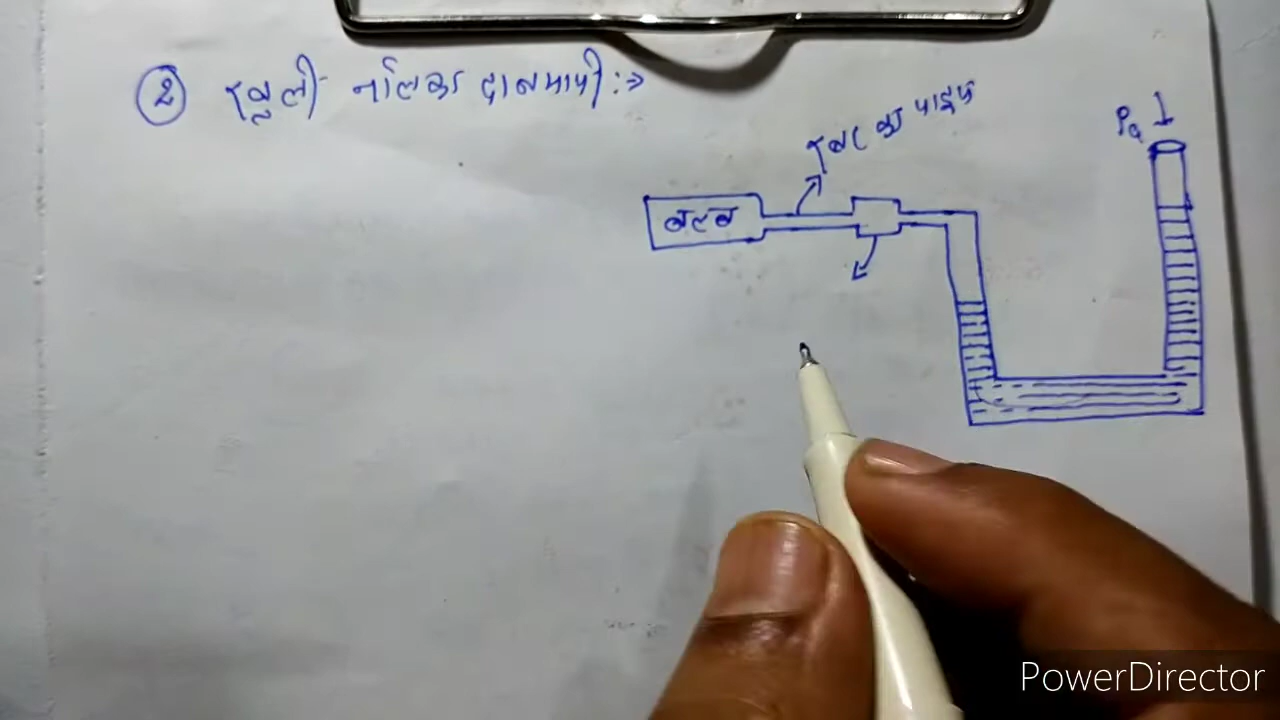 ② खुली नलिका दाबमापी :→
रबर का पाइप
Pa
बल्ब
PowerDirector